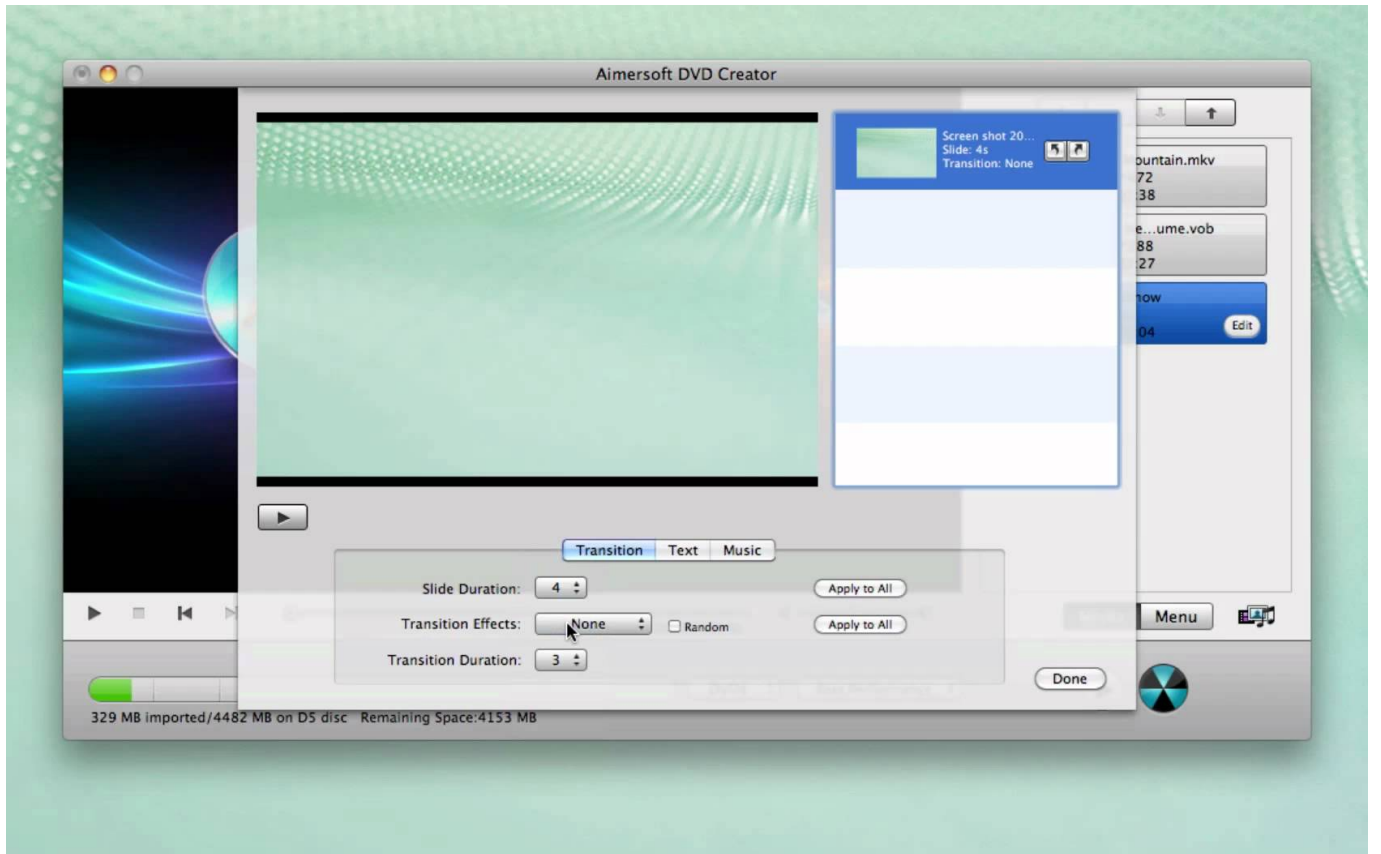 Aimersoft DVD Creator
Screen shot 20...
Slide: 4s
Transition: None
ountain.mkv
72
:38
e...ume.vob
88
:27
now
:04
Edit
Transition Text Music
Slide Duration: 4 Apply to All
Transition Effects: None Random Apply to All
Transition Duration: 3
Menu
Done
329 MB imported/4482 MB on D5 disc Remaining Space:4153 MB